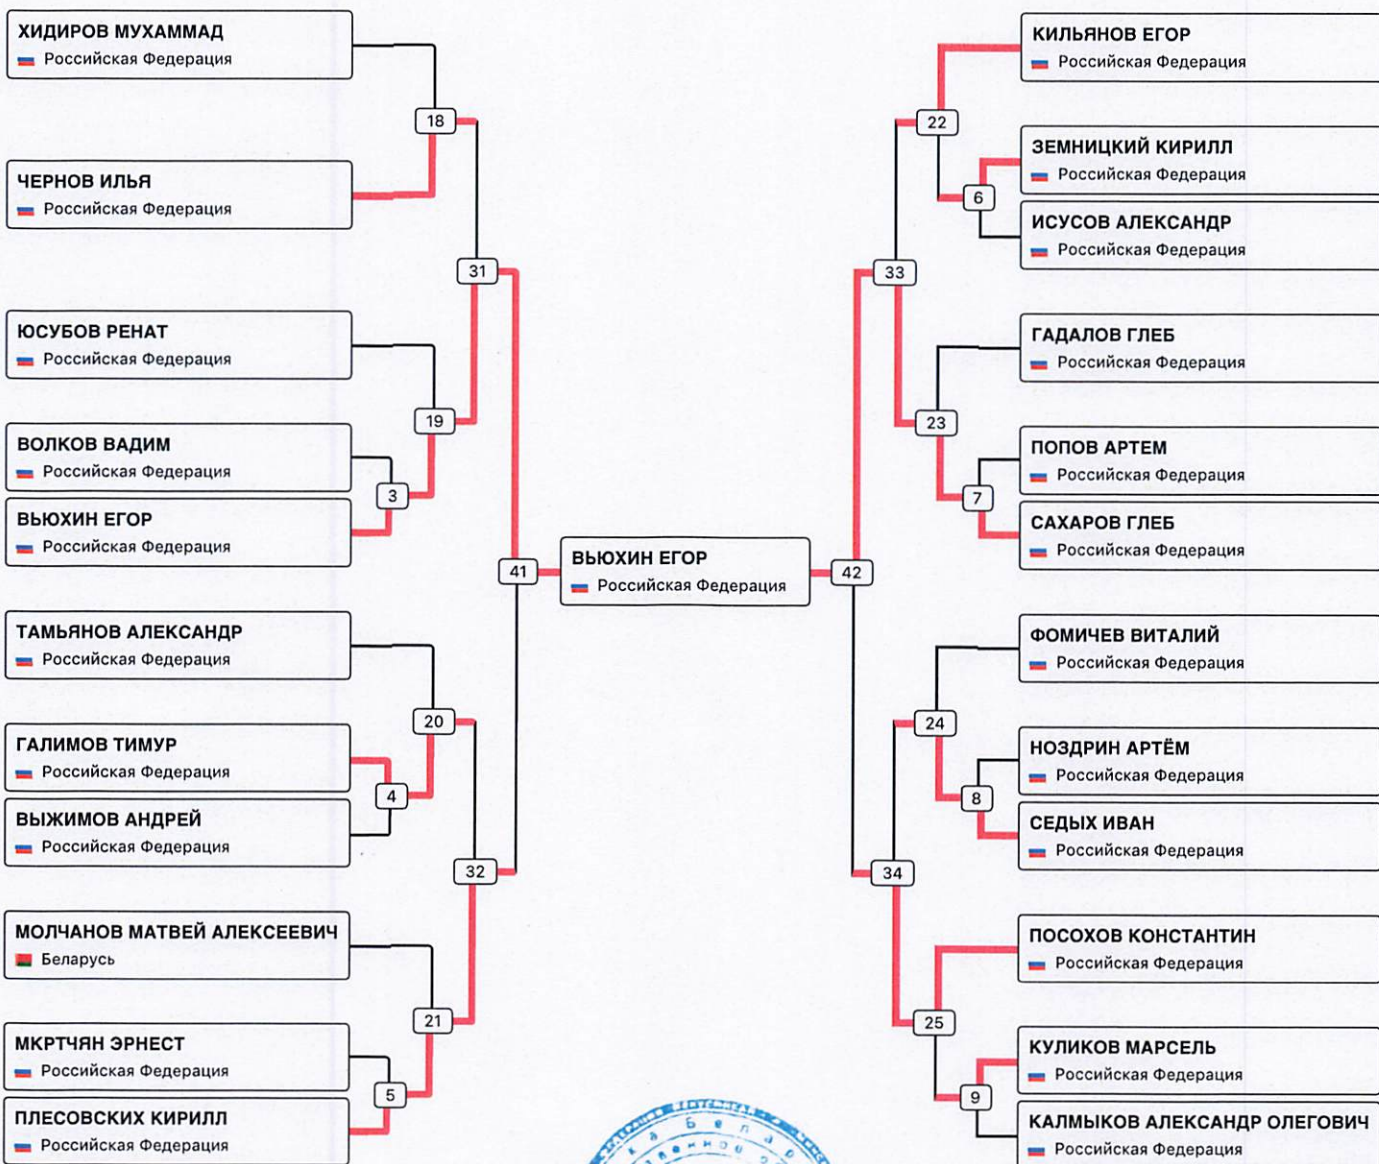 ХИДИРОВ МУХАММАД
Российская Федерация
18
ЧЕРНОВ ИЛЬЯ
Российская Федерация
31
ЮСУБОВ РЕНАТ
Российская Федерация
19
ВОЛКОВ ВАДИМ
Российская Федерация
3
ВЬЮХИН ЕГОР
Российская Федерация
41
ТАМЬЯНОВ АЛЕКСАНДР
Российская Федерация
20
ГАЛИМОВ ТИМУР
Российская Федерация
4
ВЫЖИМОВ АНДРЕЙ
Российская Федерация
32
МОЛЧАНОВ МАТВЕЙ АЛЕКСЕЕВИЧ
Беларусь
21
МКРТЧЯН ЭРНЕСТ
Российская Федерация
5
ПЛЕСОВСКИХ КИРИЛЛ
Российская Федерация
ВЬЮХИН ЕГОР
Российская Федерация
КИЛЬЯНОВ ЕГОР
Российская Федерация
22
ЗЕМНИЦКИЙ КИРИЛЛ
Российская Федерация
6
ИСУСОВ АЛЕКСАНДР
Российская Федерация
33
ГАДАЛОВ ГЛЕБ
Российская Федерация
23
ПОПОВ АРТЕМ
Российская Федерация
7
САХАРОВ ГЛЕБ
Российская Федерация
42
ФОМИЧЕВ ВИТАЛИЙ
Российская Федерация
24
НОЗДРИН АРТЁМ
Российская Федерация
8
СЕДЫХ ИВАН
Российская Федерация
34
ПОСОХОВ КОНСТАНТИН
Российская Федерация
25
КУЛИКОВ МАРСЕЛЬ
Российская Федерация
9
КАЛМЫКОВ АЛЕКСАНДР ОЛЕГОВИЧ
Российская Федерация